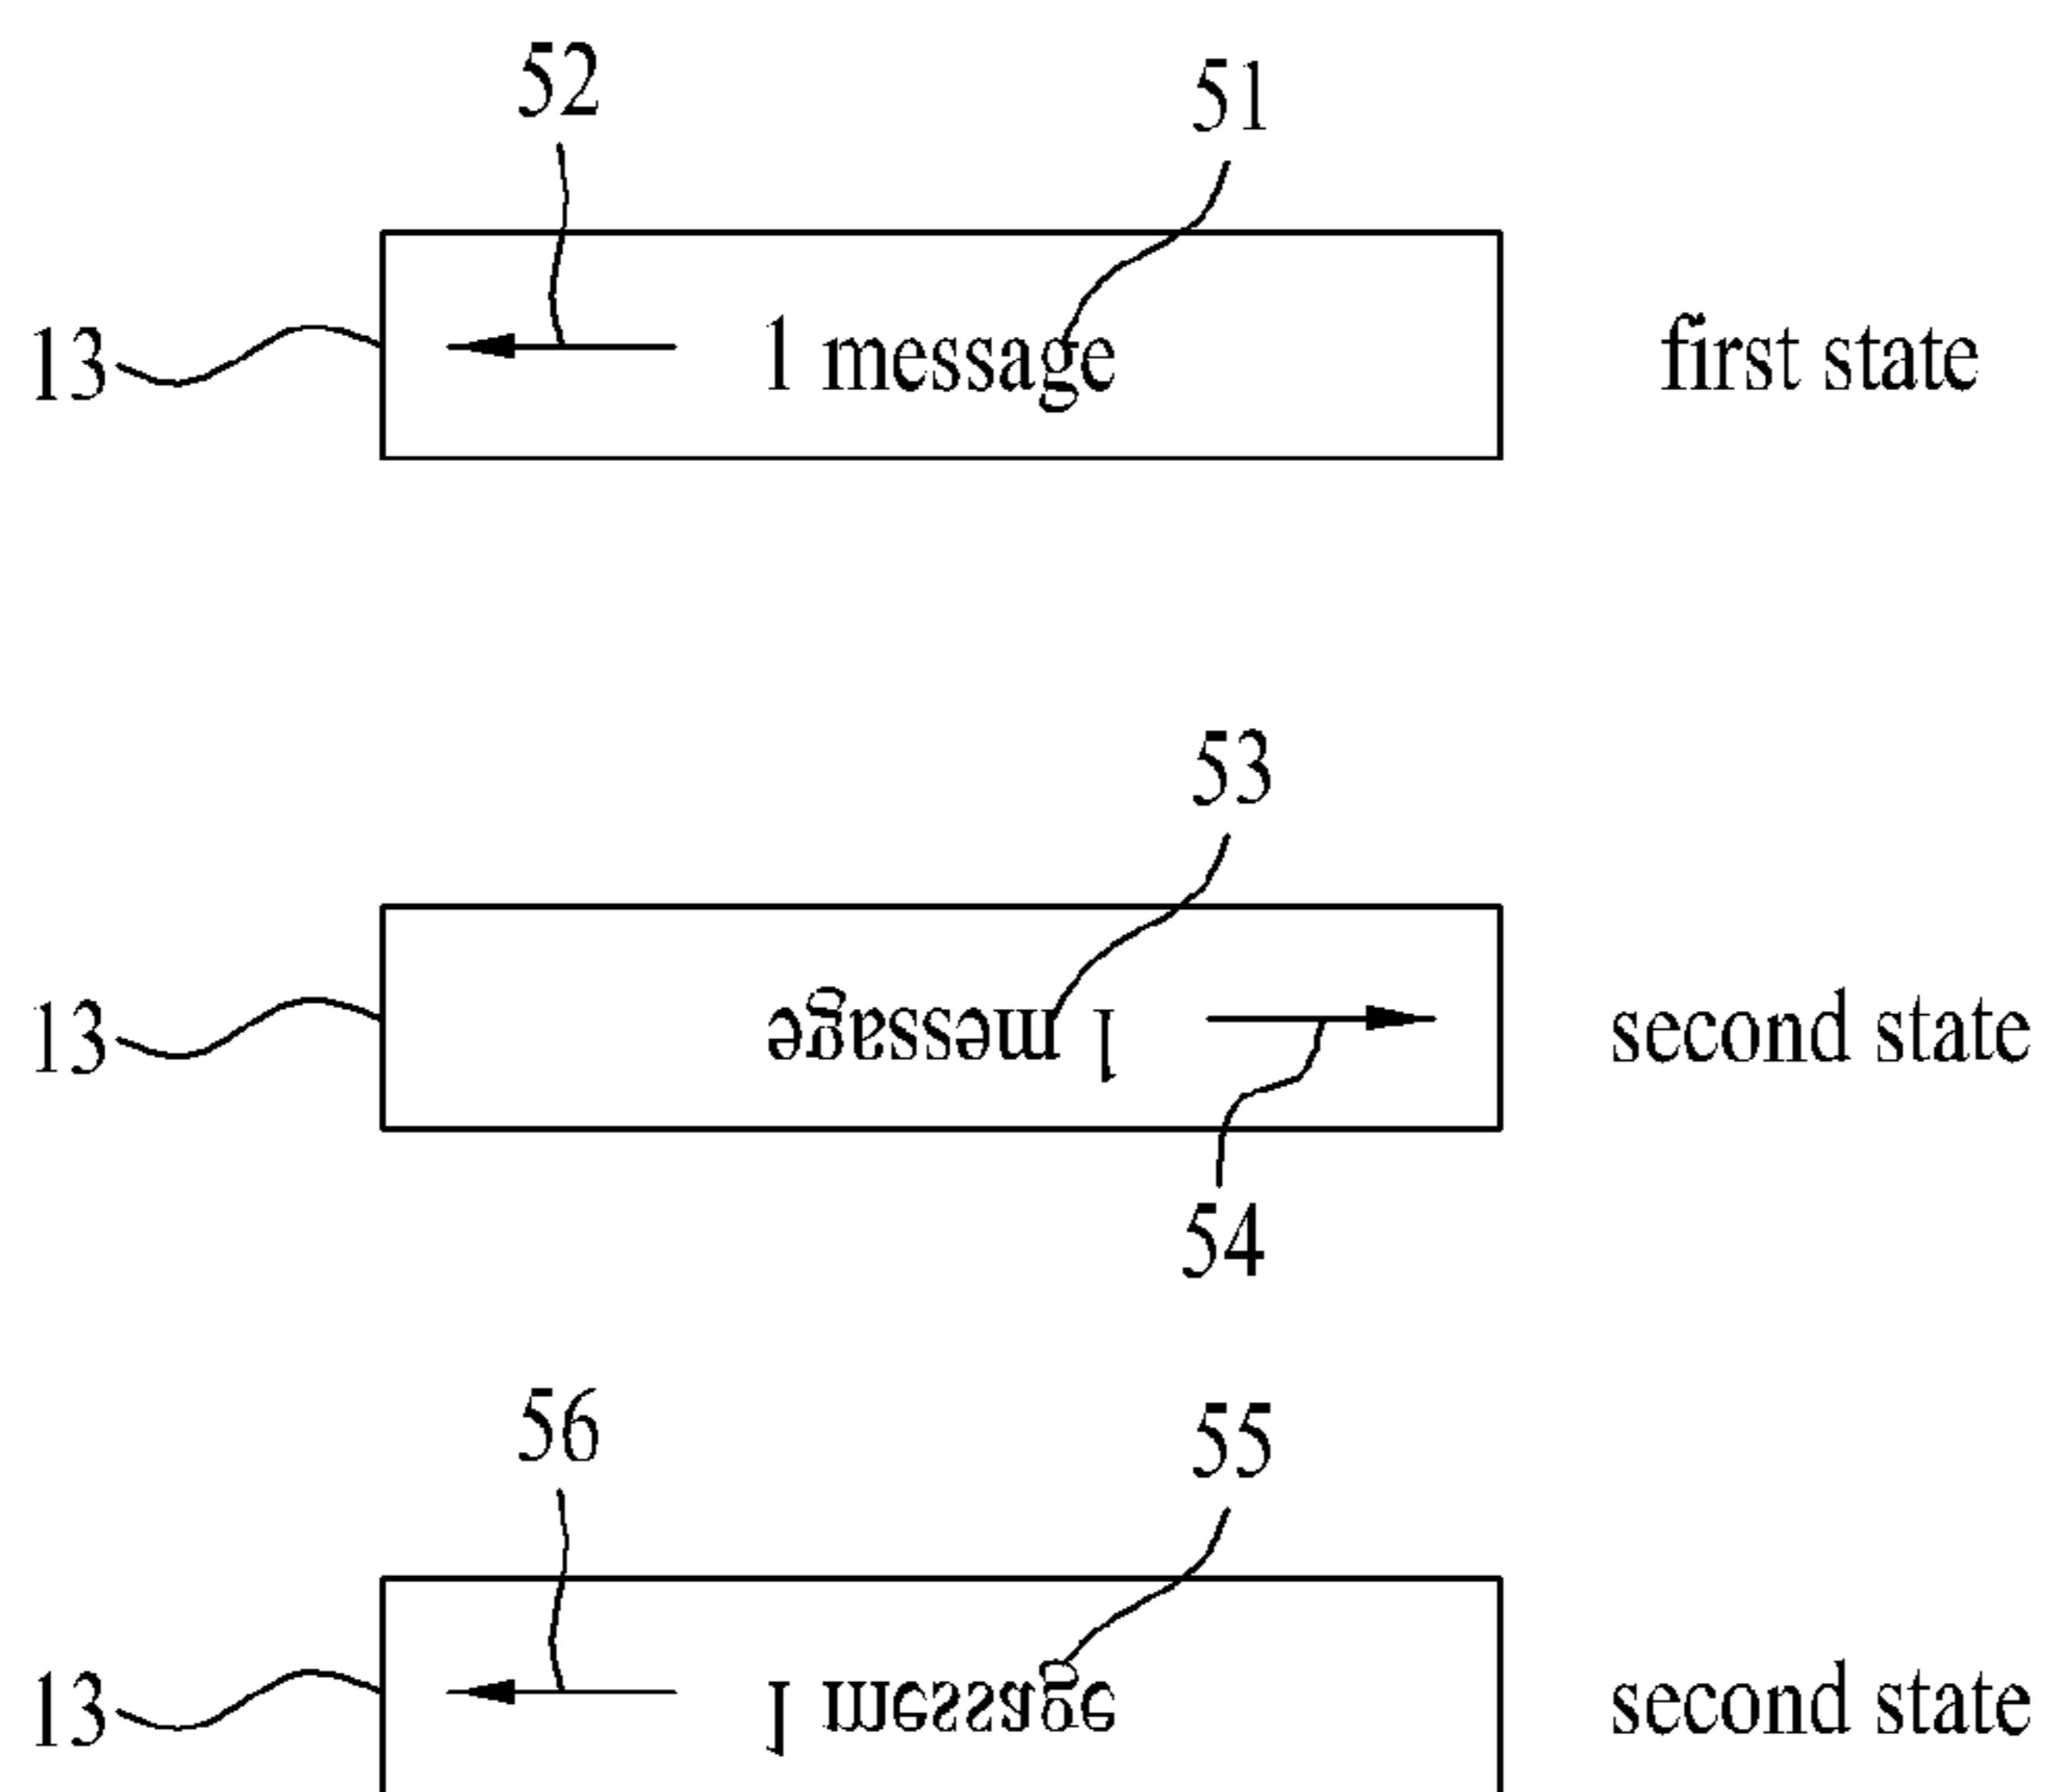 52
51
13
1 message
first state
53
13
1 message
second state
54
56
55
13
1 message
second state